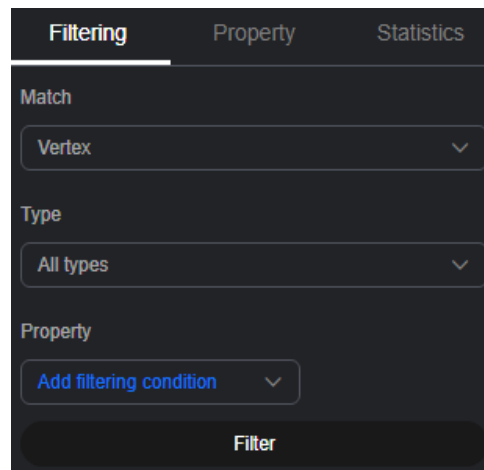 Filtering Property Statistics
Match
Vertex
Type
All types
Property
Add filtering condition
Filter